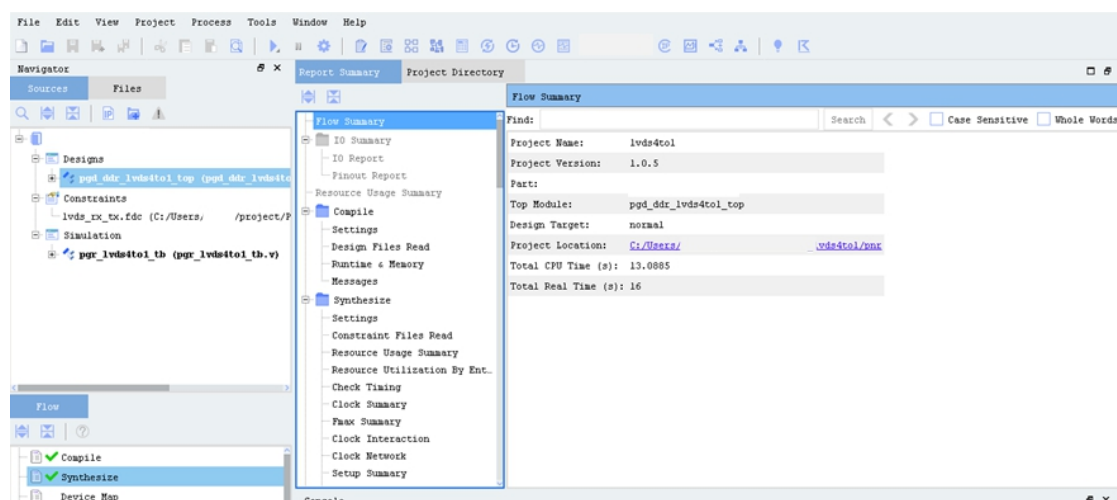 File Edit View Project Process Tools Window Help
Navigator
Sources Files
Designs
pgd_ddr_lvds4to1_top (pgd_ddr_lvds4to
Constraints
lvds_rx_tx.fdc (C:/Users/ /project/P
Simulation
pgr_lvds4to1_tb (pgr_lvds4to1_tb.v)
Flow
Compile
Synthesize
Device Map
Report Summary Project Directory
Flow Summary
IO Summary
IO Report
Pinout Report
Resource Usage Summary
Compile
Settings
Design Files Read
Runtime & Memory
Messages
Synthesize
Settings
Constraint Files Read
Resource Usage Summary
Resource Utilization By Ent…
Check Timing
Clock Summary
Fmax Summary
Clock Interaction
Clock Network
Setup Summary
Flow Summary
Find: Search Case Sensitive Whole Words
Project Name: lvds4to1
Project Version: 1.0.5
Part:
Top Module: pgd_ddr_lvds4to1_top
Design Target: normal
Project Location: C:/Users/ vds4to1/pnr
Total CPU Time (s): 13.0885
Total Real Time (s): 16
Console